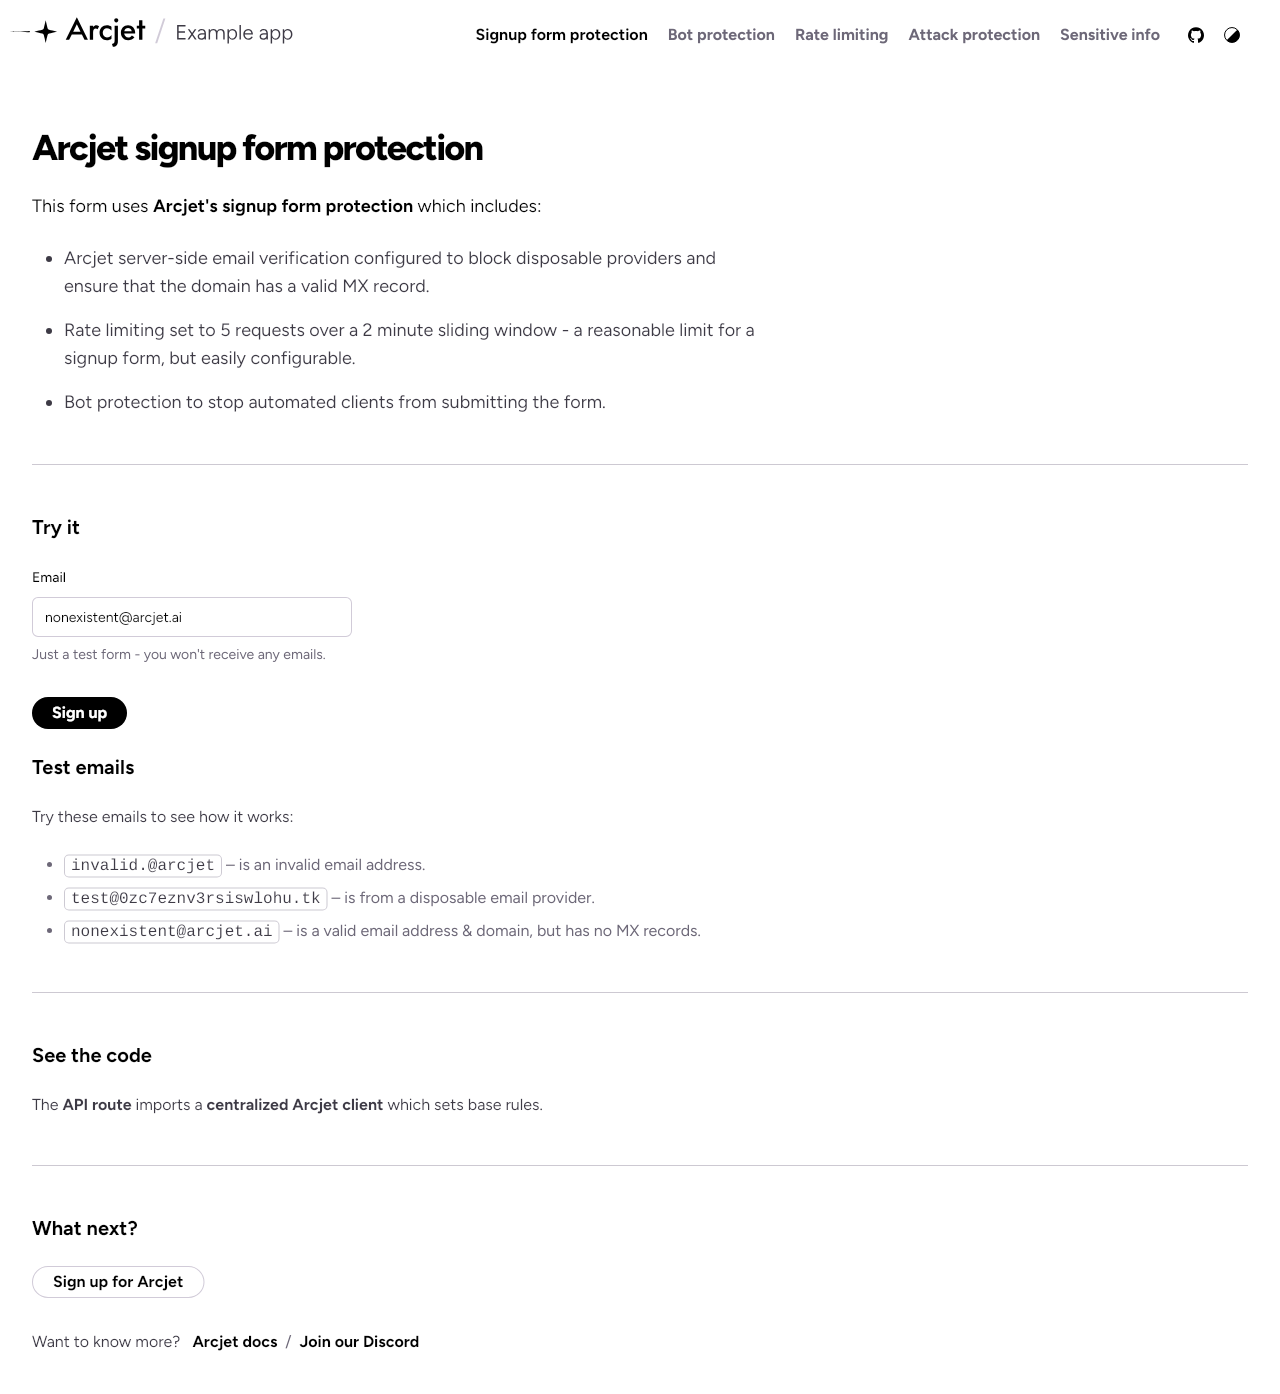 Arcjet / Example app
Signup form protection Bot protection Rate limiting Attack protection Sensitive info
Arcjet signup form protection
This form uses Arcjet's signup form protection which includes:
• Arcjet server-side email verification configured to block disposable providers and
ensure that the domain has a valid MX record.
• Rate limiting set to 5 requests over a 2 minute sliding window - a reasonable limit for a
signup form, but easily configurable.
• Bot protection to stop automated clients from submitting the form.
Try it
Email
nonexistent@arcjet.ai
Just a test form - you won't receive any emails.
Sign up
Test emails
Try these emails to see how it works:
• invalid.@arcjet – is an invalid email address.
• test@0zc7eznv3rsiswlohu.tk – is from a disposable email provider.
• nonexistent@arcjet.ai – is a valid email address & domain, but has no MX records.
See the code
The API route imports a centralized Arcjet client which sets base rules.
What next?
Sign up for Arcjet
Want to know more? Arcjet docs / Join our Discord